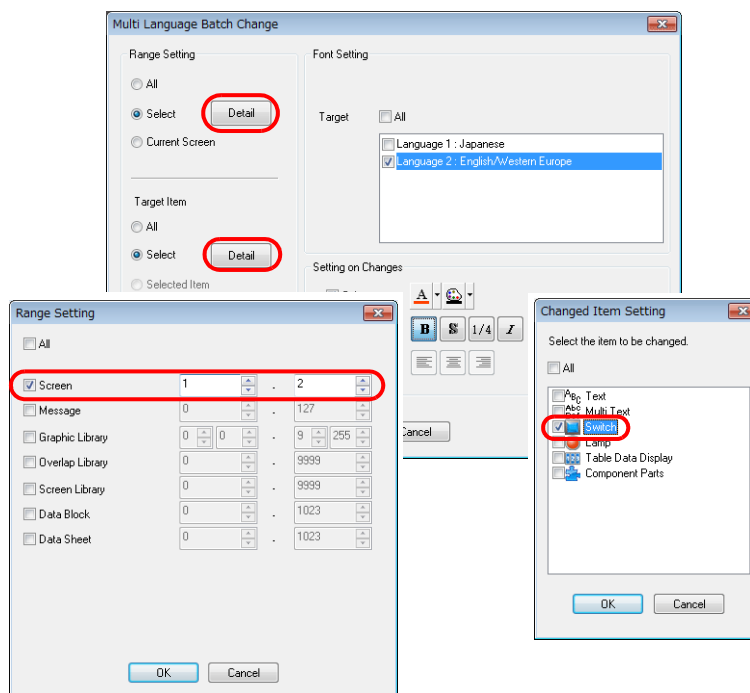 Multi Language Batch Change
Range Setting
All
Select
Detail
Current Screen
Target Item
All
Select
Detail
Selected Item
Font Setting
Target
All
Language 1 : Japanese
Language 2 : English/Western Europe
Setting on Changes
A
B S 1/4 I
Cancel
Range Setting
All
Screen 1 . 2
Message 0 . 127
Graphic Library 0 0 . 9 255
Overlap Library 0 . 9999
Screen Library 0 . 9999
Data Block 0 . 1023
Data Sheet 0 . 1023
OK Cancel
Changed Item Setting
Select the item to be changed.
All
ABC Text
Abc Multi Text
Switch
Lamp
Table Data Display
Component Parts
OK Cancel